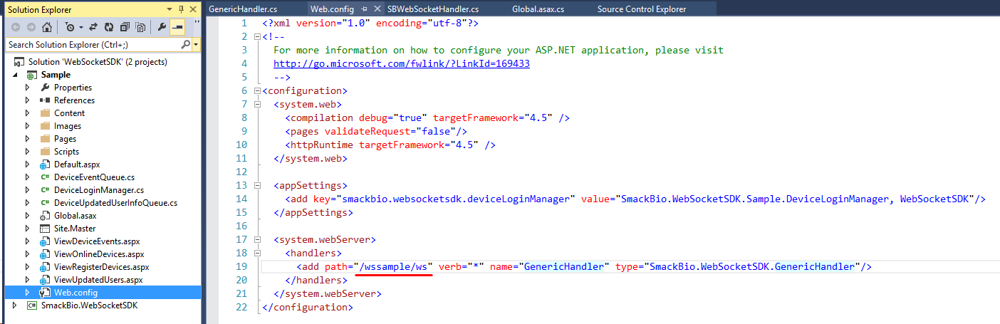 Solution Explorer
Search Solution Explorer (Ctrl+;)
Solution 'WebSocketSDK' (2 projects)
Sample
Properties
References
Content
Images
Pages
Scripts
Default.aspx
DeviceEventQueue.cs
DeviceLoginManager.cs
DeviceUpdatedUserInfoQueue.cs
Global.asax
Site.Master
ViewDeviceEvents.aspx
ViewOnlineDevices.aspx
ViewRegisterDevices.aspx
ViewUpdatedUsers.aspx
Web.config
SmackBio.WebSocketSDK
GenericHandler.cs Web.config SBWebSocketHandler.cs Global.asax.cs Source Control Explorer
1 <?xml version="1.0" encoding="utf-8"?>
2 <!--
3 For more information on how to configure your ASP.NET application, please visit
4 http://go.microsoft.com/fwlink/?LinkId=169433
5 -->
6 <configuration>
7 <system.web>
8 <compilation debug="true" targetFramework="4.5" />
9 <pages validateRequest="false"/>
10 <httpRuntime targetFramework="4.5" />
11 </system.web>
12
13 <appSettings>
14 <add key="smackbio.websocketsdk.deviceLoginManager" value="SmackBio.WebSocketSDK.Sample.DeviceLoginManager, WebSocketSDK"/>
15 </appSettings>
16
17 <system.webServer>
18 <handlers>
19 <add path="/wssample/ws" verb="*" name="GenericHandler" type="SmackBio.WebSocketSDK.GenericHandler"/>
20 </handlers>
21 </system.webServer>
22 </configuration>